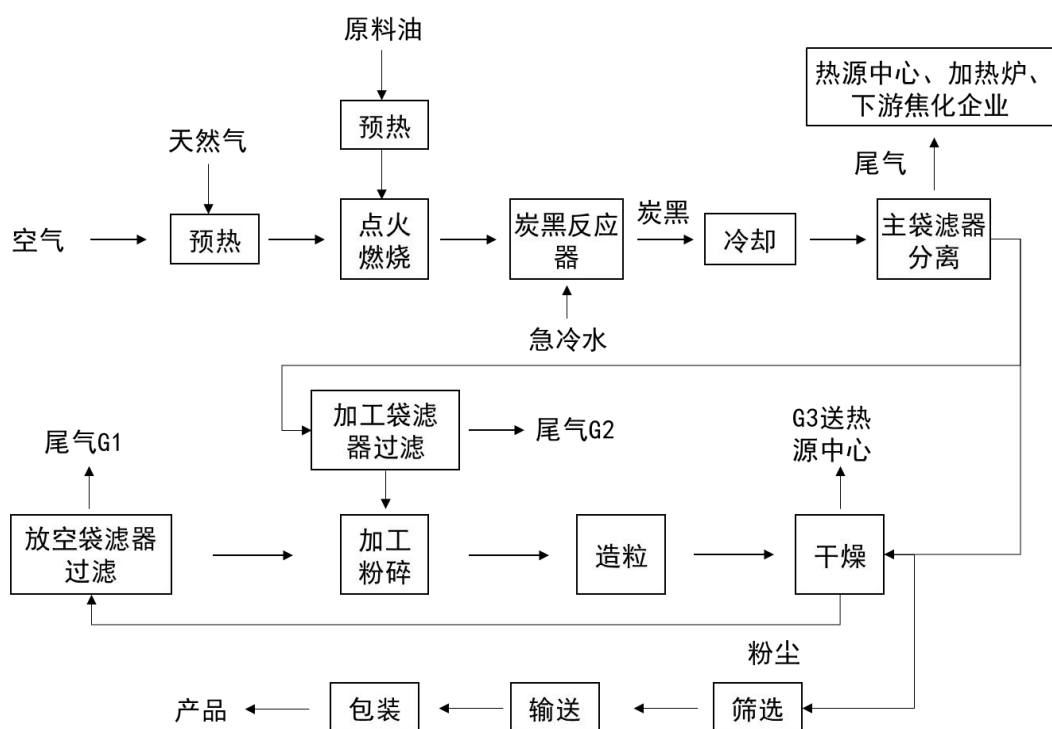 原料油
热源中心、加热炉、
下游焦化企业
预热
天然气
尾气
空气
预热
点火
燃烧
炭黑反应
器
炭黑
冷却
主袋滤器
分离
急冷水
加工袋滤
器过滤
尾气G2
G3送热
源中心
尾气G1
放空袋滤器
过滤
加工
粉碎
造粒
干燥
粉尘
产品
包装
输送
筛选